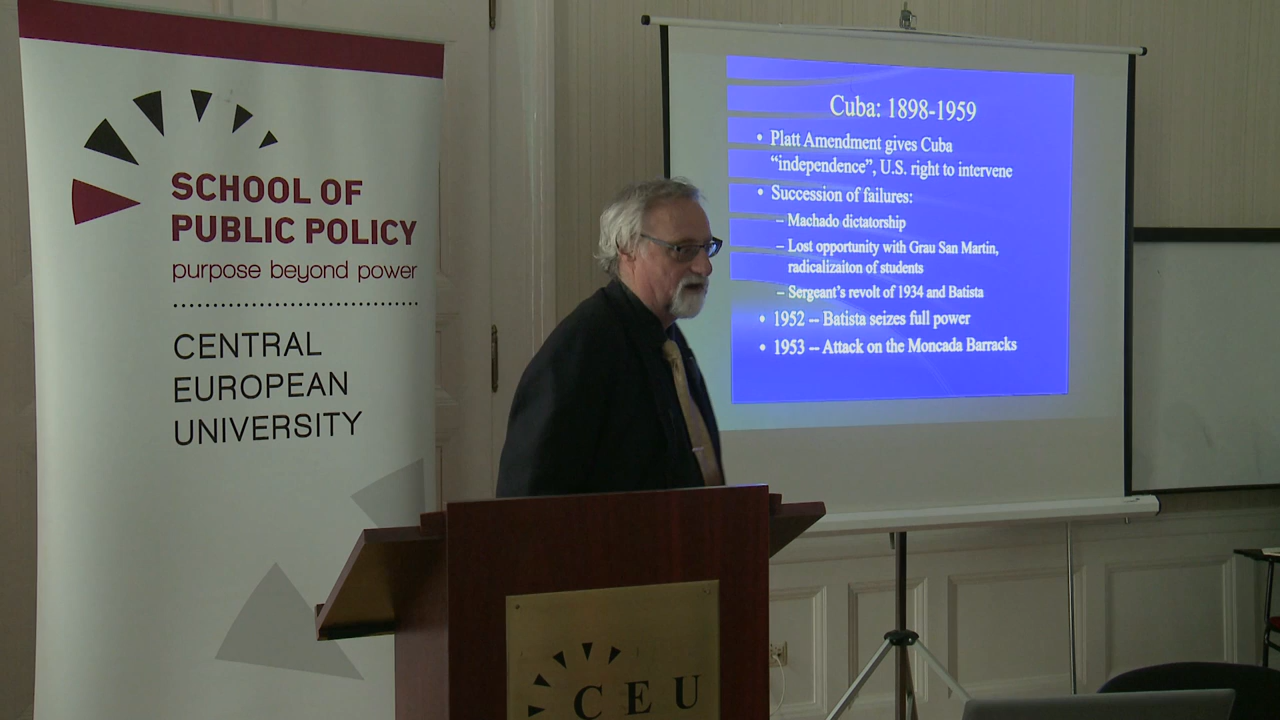 SCHOOL OF
PUBLIC POLICY
purpose beyond power
CENTRAL
EUROPEAN
UNIVERSITY
Cuba: 1898-1959
• Platt Amendment gives Cuba
“independence”, U.S. right to intervene
• Succession of failures:
– Machado dictatorship
– Lost opportunity with Grau San Martin,
radicalizaiton of students
– Sergeant's revolt of 1934 and Batista
• 1952 -- Batista seizes full power
• 1953 -- Attack on the Moncada Barracks
CEU